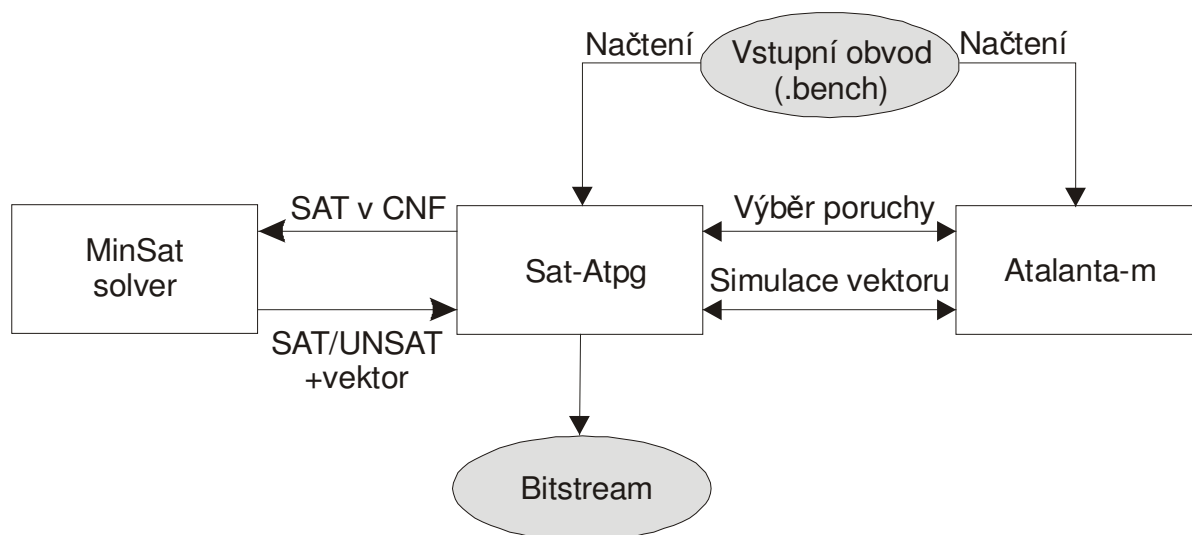 Načtení
Vstupní obvod
(.bench)
Načtení
SAT v CNF
Výběr poruchy
MinSat
solver
Sat-Atpg
Atalanta-m
Simulace vektoru
SAT/UNSAT
+vektor
Bitstream